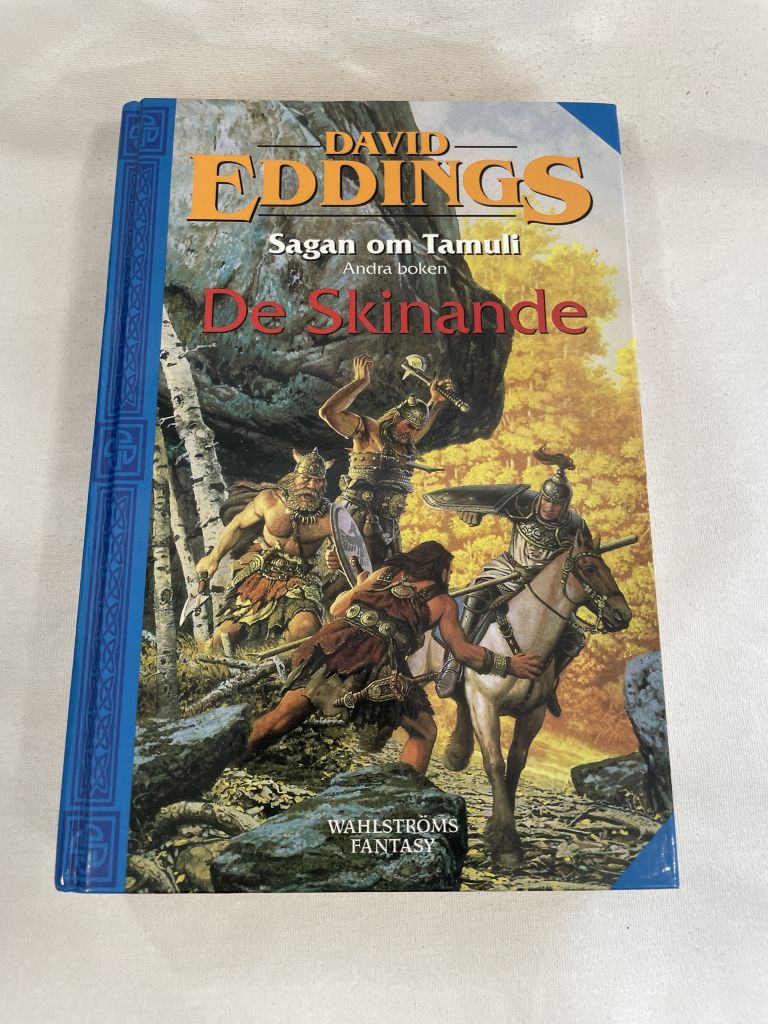 DAVID
EDDINGS
Sagan om Tamuli
Andra boken
De Skinande
WAHLSTRÖMS
FANTASY